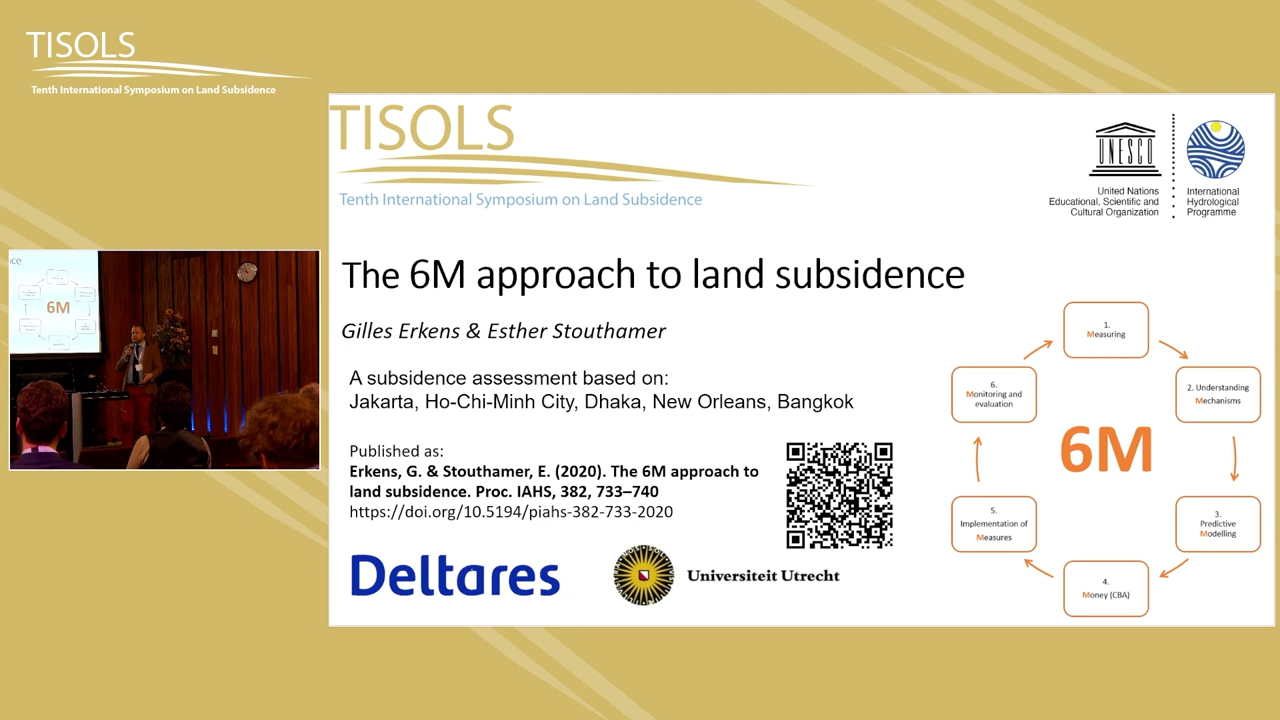 TISOLS
Tenth International Symposium on Land Subsidence
TISOLS
Tenth International Symposium on Land Subsidence
UNESCO
United Nations
Educational, Scientific and
Cultural Organization
International
Hydrological
Programme
The 6M approach to land subsidence
Gilles Erkens & Esther Stouthamer
A subsidence assessment based on:
Jakarta, Ho-Chi-Minh City, Dhaka, New Orleans, Bangkok
Published as:
Erkens, G. & Stouthamer, E. (2020). The 6M approach to
land subsidence. Proc. IAHS, 382, 733–740
https://doi.org/10.5194/piahs-382-733-2020
Deltares
Universiteit Utrecht
6M
1.
Measuring
2. Understanding
Mechanisms
3.
Predictive
Modelling
4.
Money (CBA)
5.
Implementation of
Measures
6.
Monitoring and
evaluation
6M